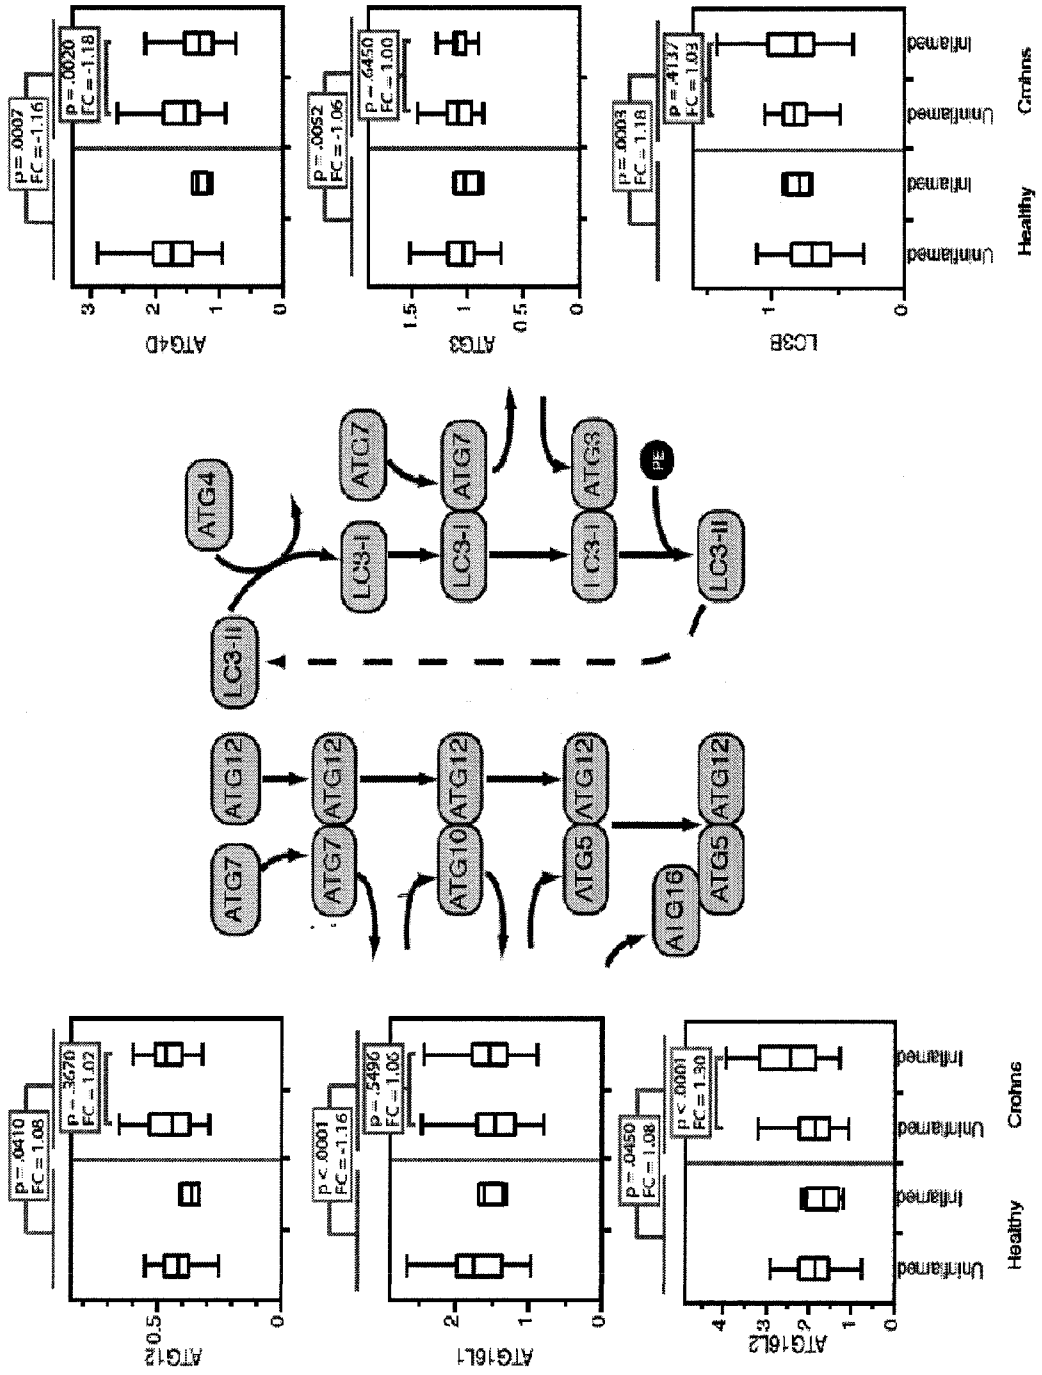 p = .0410
FC = 1.08
p = .3670
FC = 1.02
ATG12
0.5
0
p < .0001
FC = -1.16
p = .5496
FC = 1.06
ATG16L1
2
1
0
p = .0450
FC = 1.08
p < .0001
FC = 1.30
ATG16L2
4
3
2
1
0
Uninflamed
Inflamed
Uninflamed
Inflamed
Healthy
Crohns
ATG7
ATG12
ATG7
ATG12
ATG10
ATG12
ATG5
ATG12
ATG16
ATG5
ATG12
LC3-II
ATG4
LC3-I
ATG7
LC3-I
ATG7
LC3-I
ATG3
PE
LC3-II
p = .0007
FC = -1.16
p = .0020
FC = -1.18
ATG4D
3
2
1
0
p = .0052
FC = -1.06
p = .6450
FC = 1.00
ATG3
1.5
1
0.5
0
p = .0003
FC = 1.18
p = .4137
FC = 1.03
LC3B
1
0
Uninflamed
Inflamed
Uninflamed
Inflamed
Healthy
Crohns